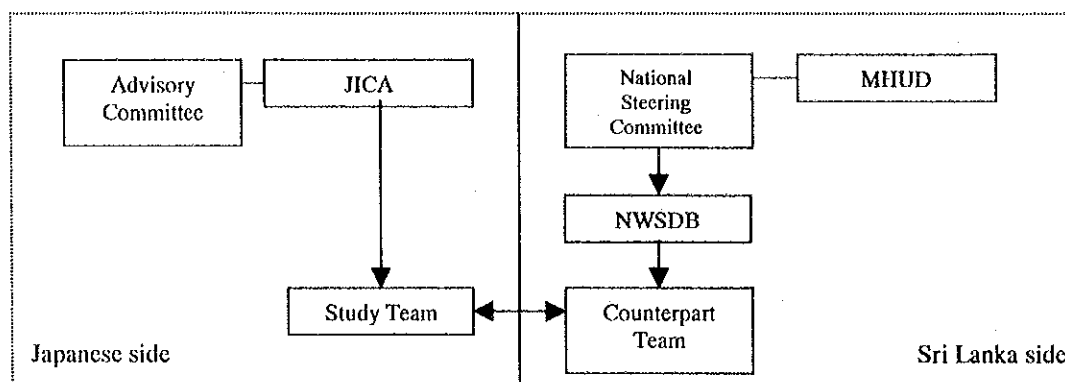 Advisory
Committee
JICA
Study Team
Japanese side
National
Steering
Committee
MHUD
NWSDB
Counterpart
Team
Sri Lanka side